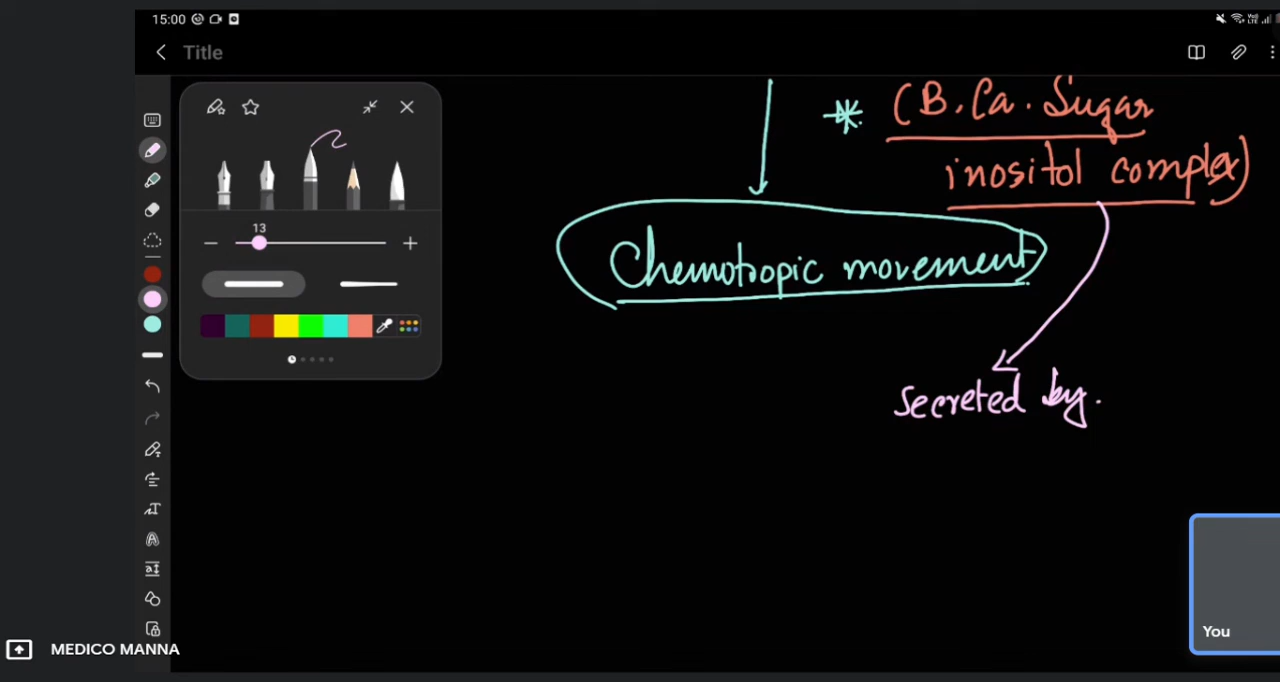 15:00
Title
* (B. Ca. Sugar
inositol complex)
13
Chemotropic movement
secreted by.
You
MEDICO MANNA